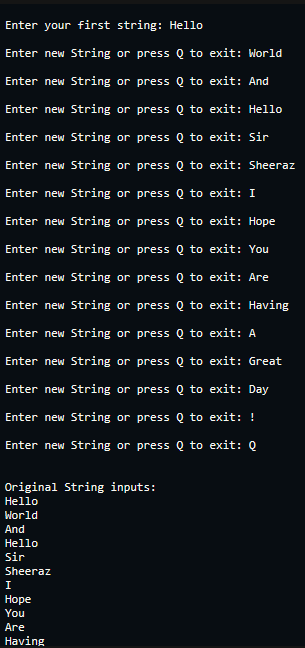 Enter your first string: Hello
Enter new String or press Q to exit: World
Enter new String or press Q to exit: And
Enter new String or press Q to exit: Hello
Enter new String or press Q to exit: Sir
Enter new String or press Q to exit: Sheeraz
Enter new String or press Q to exit: I
Enter new String or press Q to exit: Hope
Enter new String or press Q to exit: You
Enter new String or press Q to exit: Are
Enter new String or press Q to exit: Having
Enter new String or press Q to exit: A
Enter new String or press Q to exit: Great
Enter new String or press Q to exit: Day
Enter new String or press Q to exit: !
Enter new String or press Q to exit: Q
Original String inputs:
Hello
World
And
Hello
Sir
Sheeraz
I
Hope
You
Are
Having